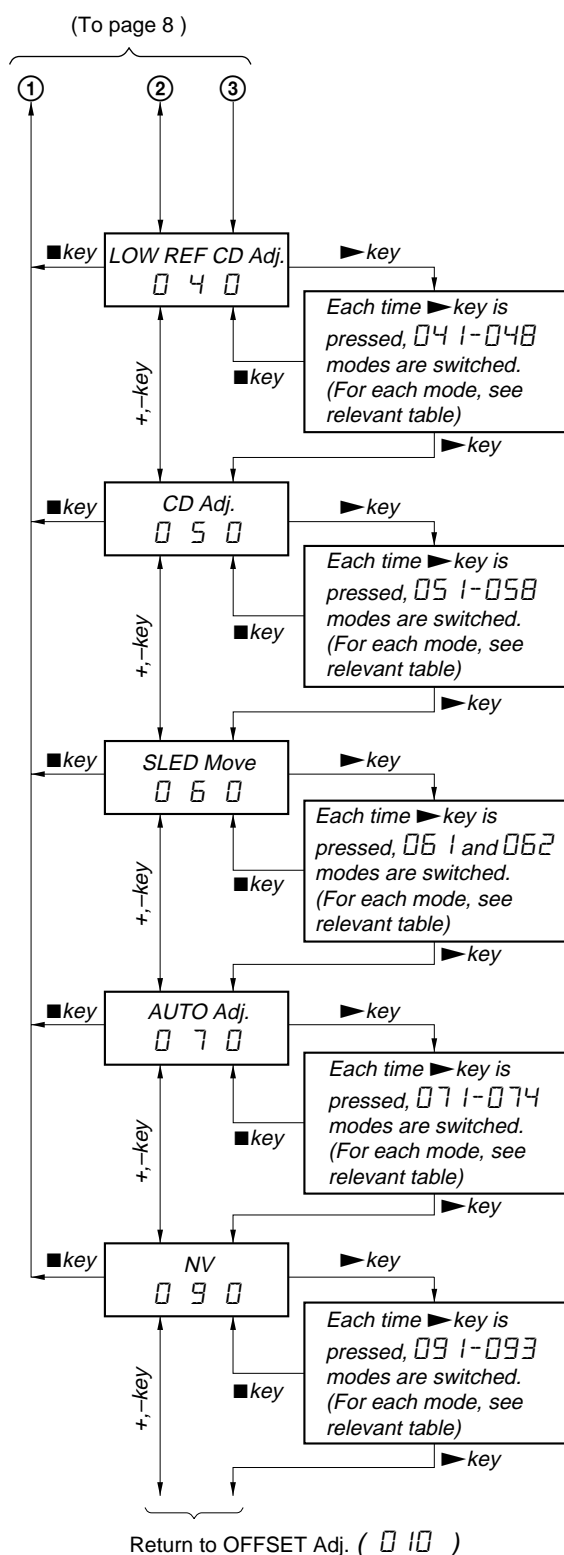 (To page 8 )
① ② ③
■key LOW REF CD Adj. ►key
0 4 0
Each time ►key is
pressed, 041-048
modes are switched.
(For each mode, see
relevant table)
■key
+,–key
►key
■key CD Adj. ►key
0 5 0
Each time ►key is
pressed, 051-058
modes are switched.
(For each mode, see
relevant table)
■key
+,–key
►key
■key SLED Move ►key
0 6 0
Each time ►key is
pressed, 061 and 062
modes are switched.
(For each mode, see
relevant table)
■key
+,–key
►key
■key AUTO Adj. ►key
0 7 0
Each time ►key is
pressed, 071-074
modes are switched.
(For each mode, see
relevant table)
■key
+,–key
►key
■key NV ►key
0 9 0
Each time ►key is
pressed, 091-093
modes are switched.
(For each mode, see
relevant table)
■key
+,–key
►key
Return to OFFSET Adj. ( 010 )